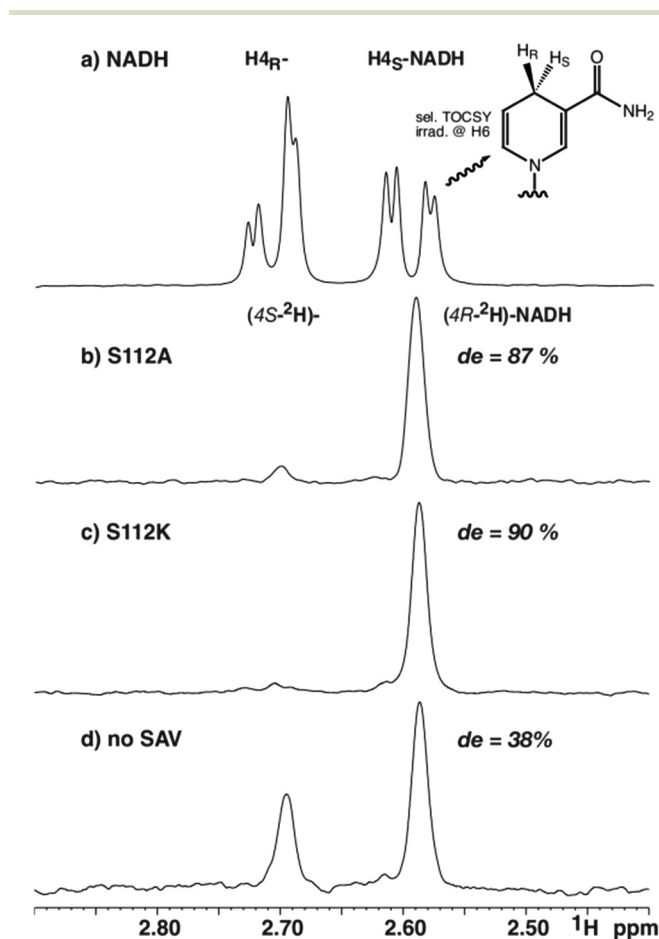 a) NADH H4R- H4S-NADH
HR HS
O
NH2
N
sel. TOCSY
irrad. @ H6
(4S-²H)- (4R-²H)-NADH
b) S112A de = 87 %
c) S112K de = 90 %
d) no SAV de = 38%
2.80 2.70 2.60 2.50 ¹H ppm